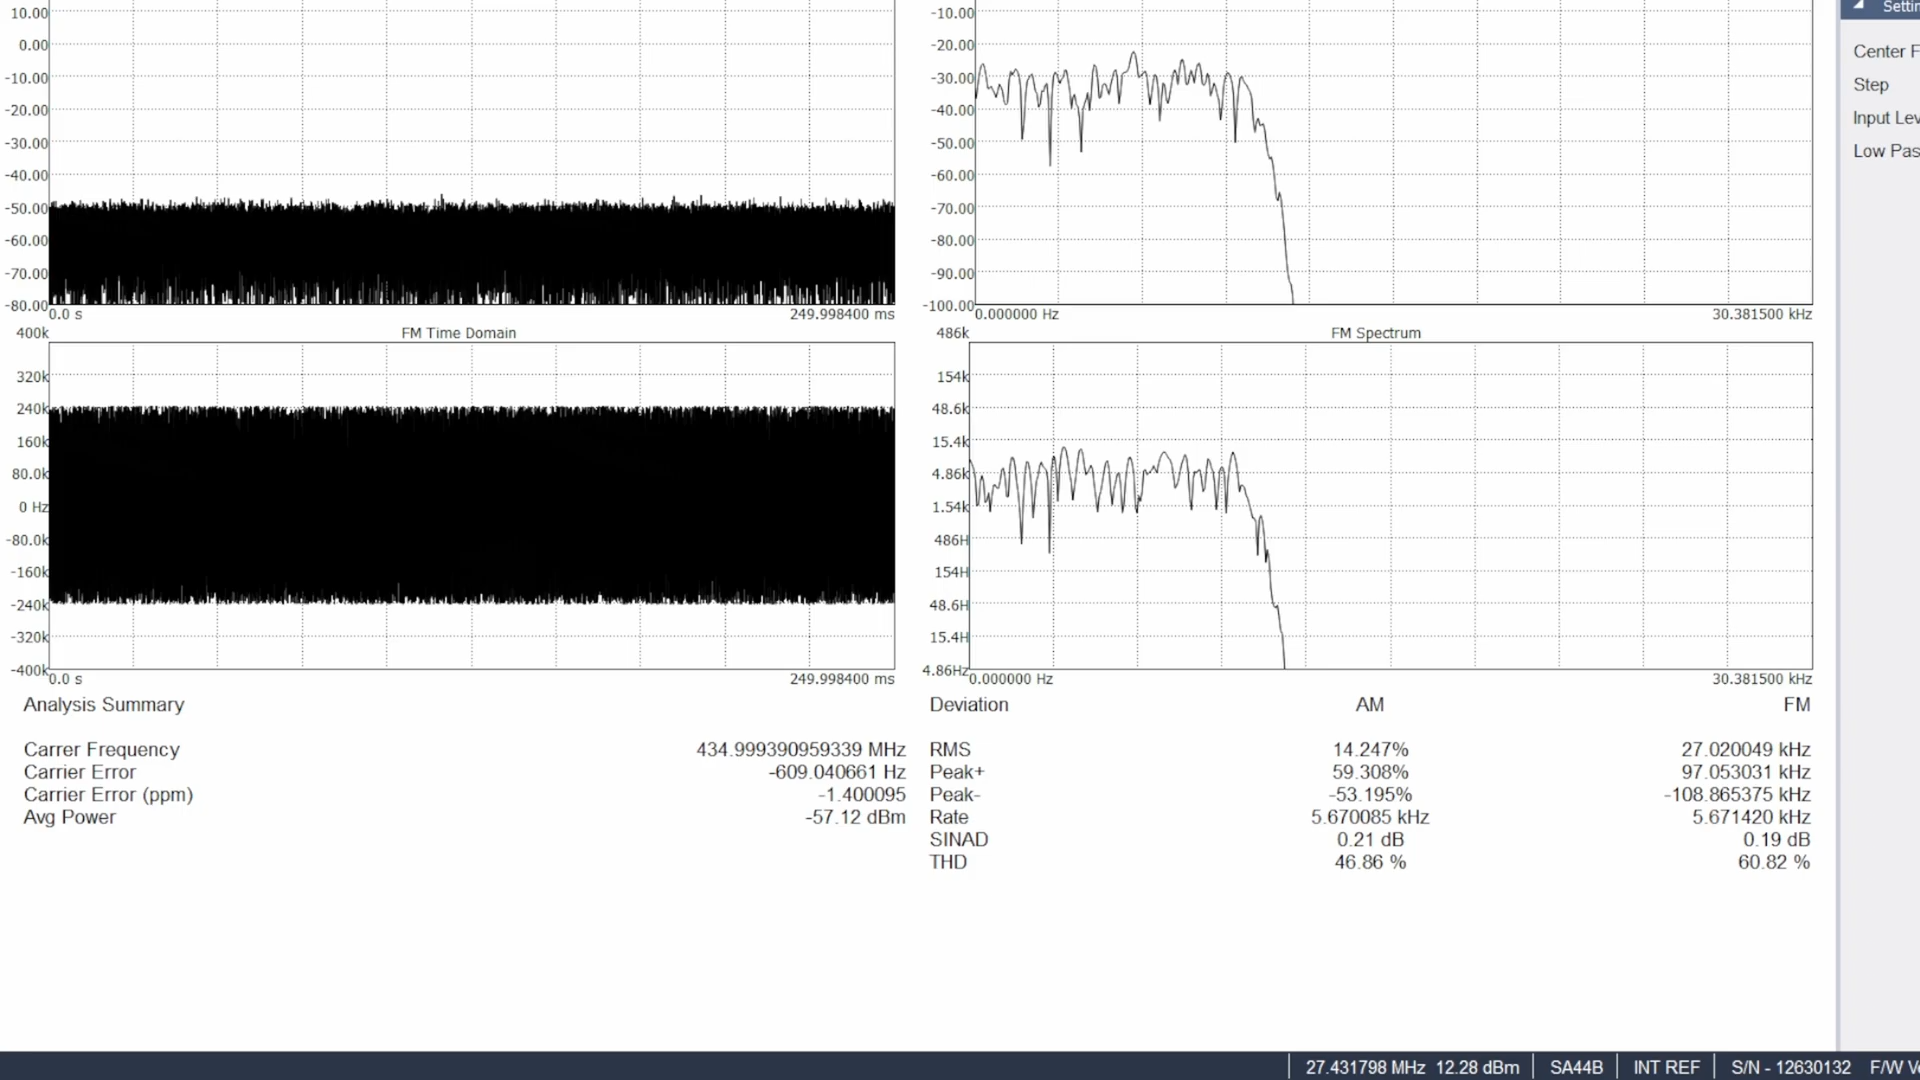 10.00
0.00
-10.00
-20.00
-30.00
-40.00
-50.00
-60.00
-70.00
-80.00
0.0 s 249.998400 ms
-10.00
-20.00
-30.00
-40.00
-50.00
-60.00
-70.00
-80.00
-90.00
-100.00
0.000000 Hz 30.381500 kHz
FM Time Domain
400k
320k
240k
160k
80.0k
0 Hz
-80.0k
-160k
-240k
-320k
-400k
0.0 s 249.998400 ms
FM Spectrum
486k
154k
48.6k
15.4k
4.86k
1.54k
486H
154H
48.6H
15.4H
4.86Hz
0.000000 Hz 30.381500 kHz
Analysis Summary
Carrer Frequency 434.999390959339 MHz
Carrier Error -609.040661 Hz
Carrier Error (ppm) -1.400095
Avg Power -57.12 dBm
Deviation AM FM
RMS 14.247% 27.020049 kHz
Peak+ 59.308% 97.053031 kHz
Peak- -53.195% -108.865375 kHz
Rate 5.670085 kHz 5.671420 kHz
SINAD 0.21 dB 0.19 dB
THD 46.86 % 60.82 %
Settin
Center F
Step
Input Lev
Low Pas
27.431798 MHz 12.28 dBm SA44B INT REF S/N - 12630132 F/W V